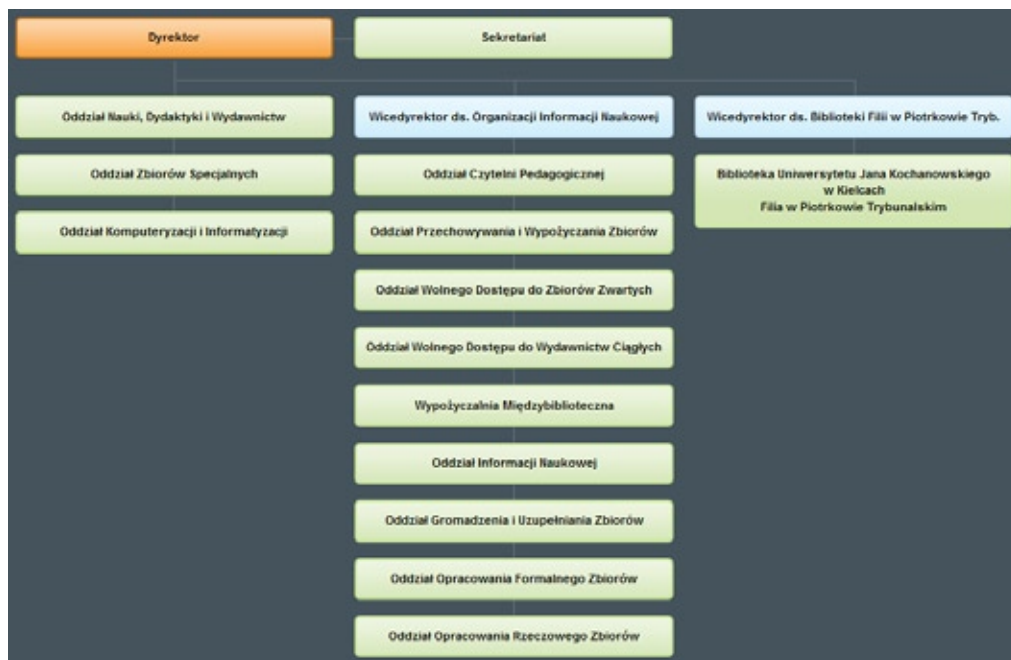 Dyrektor
Sekretariat
Oddział Nauki, Dydaktyki i Wydawnictw
Oddział Zbiorów Specjalnych
Oddział Komputeryzacji i Informatyzacji
Wicedyrektor ds. Organizacji Informacji Naukowej
Oddział Czytelni Pedagogicznej
Oddział Przechowywania i Wypożyczania Zbiorów
Oddział Wolnego Dostępu do Zbiorów Zwartych
Oddział Wolnego Dostępu do Wydawnictw Ciągłych
Wypożyczalnia Międzybiblioteczna
Oddział Informacji Naukowej
Oddział Gromadzenia i Uzupełniania Zbiorów
Oddział Opracowania Formalnego Zbiorów
Oddział Opracowania Rzeczowego Zbiorów
Wicedyrektor ds. Biblioteki Filii w Piotrkowie Tryb.
Biblioteka Uniwersytetu Jana Kochanowskiego
w Kielcach
Filia w Piotrkowie Trybunalskim